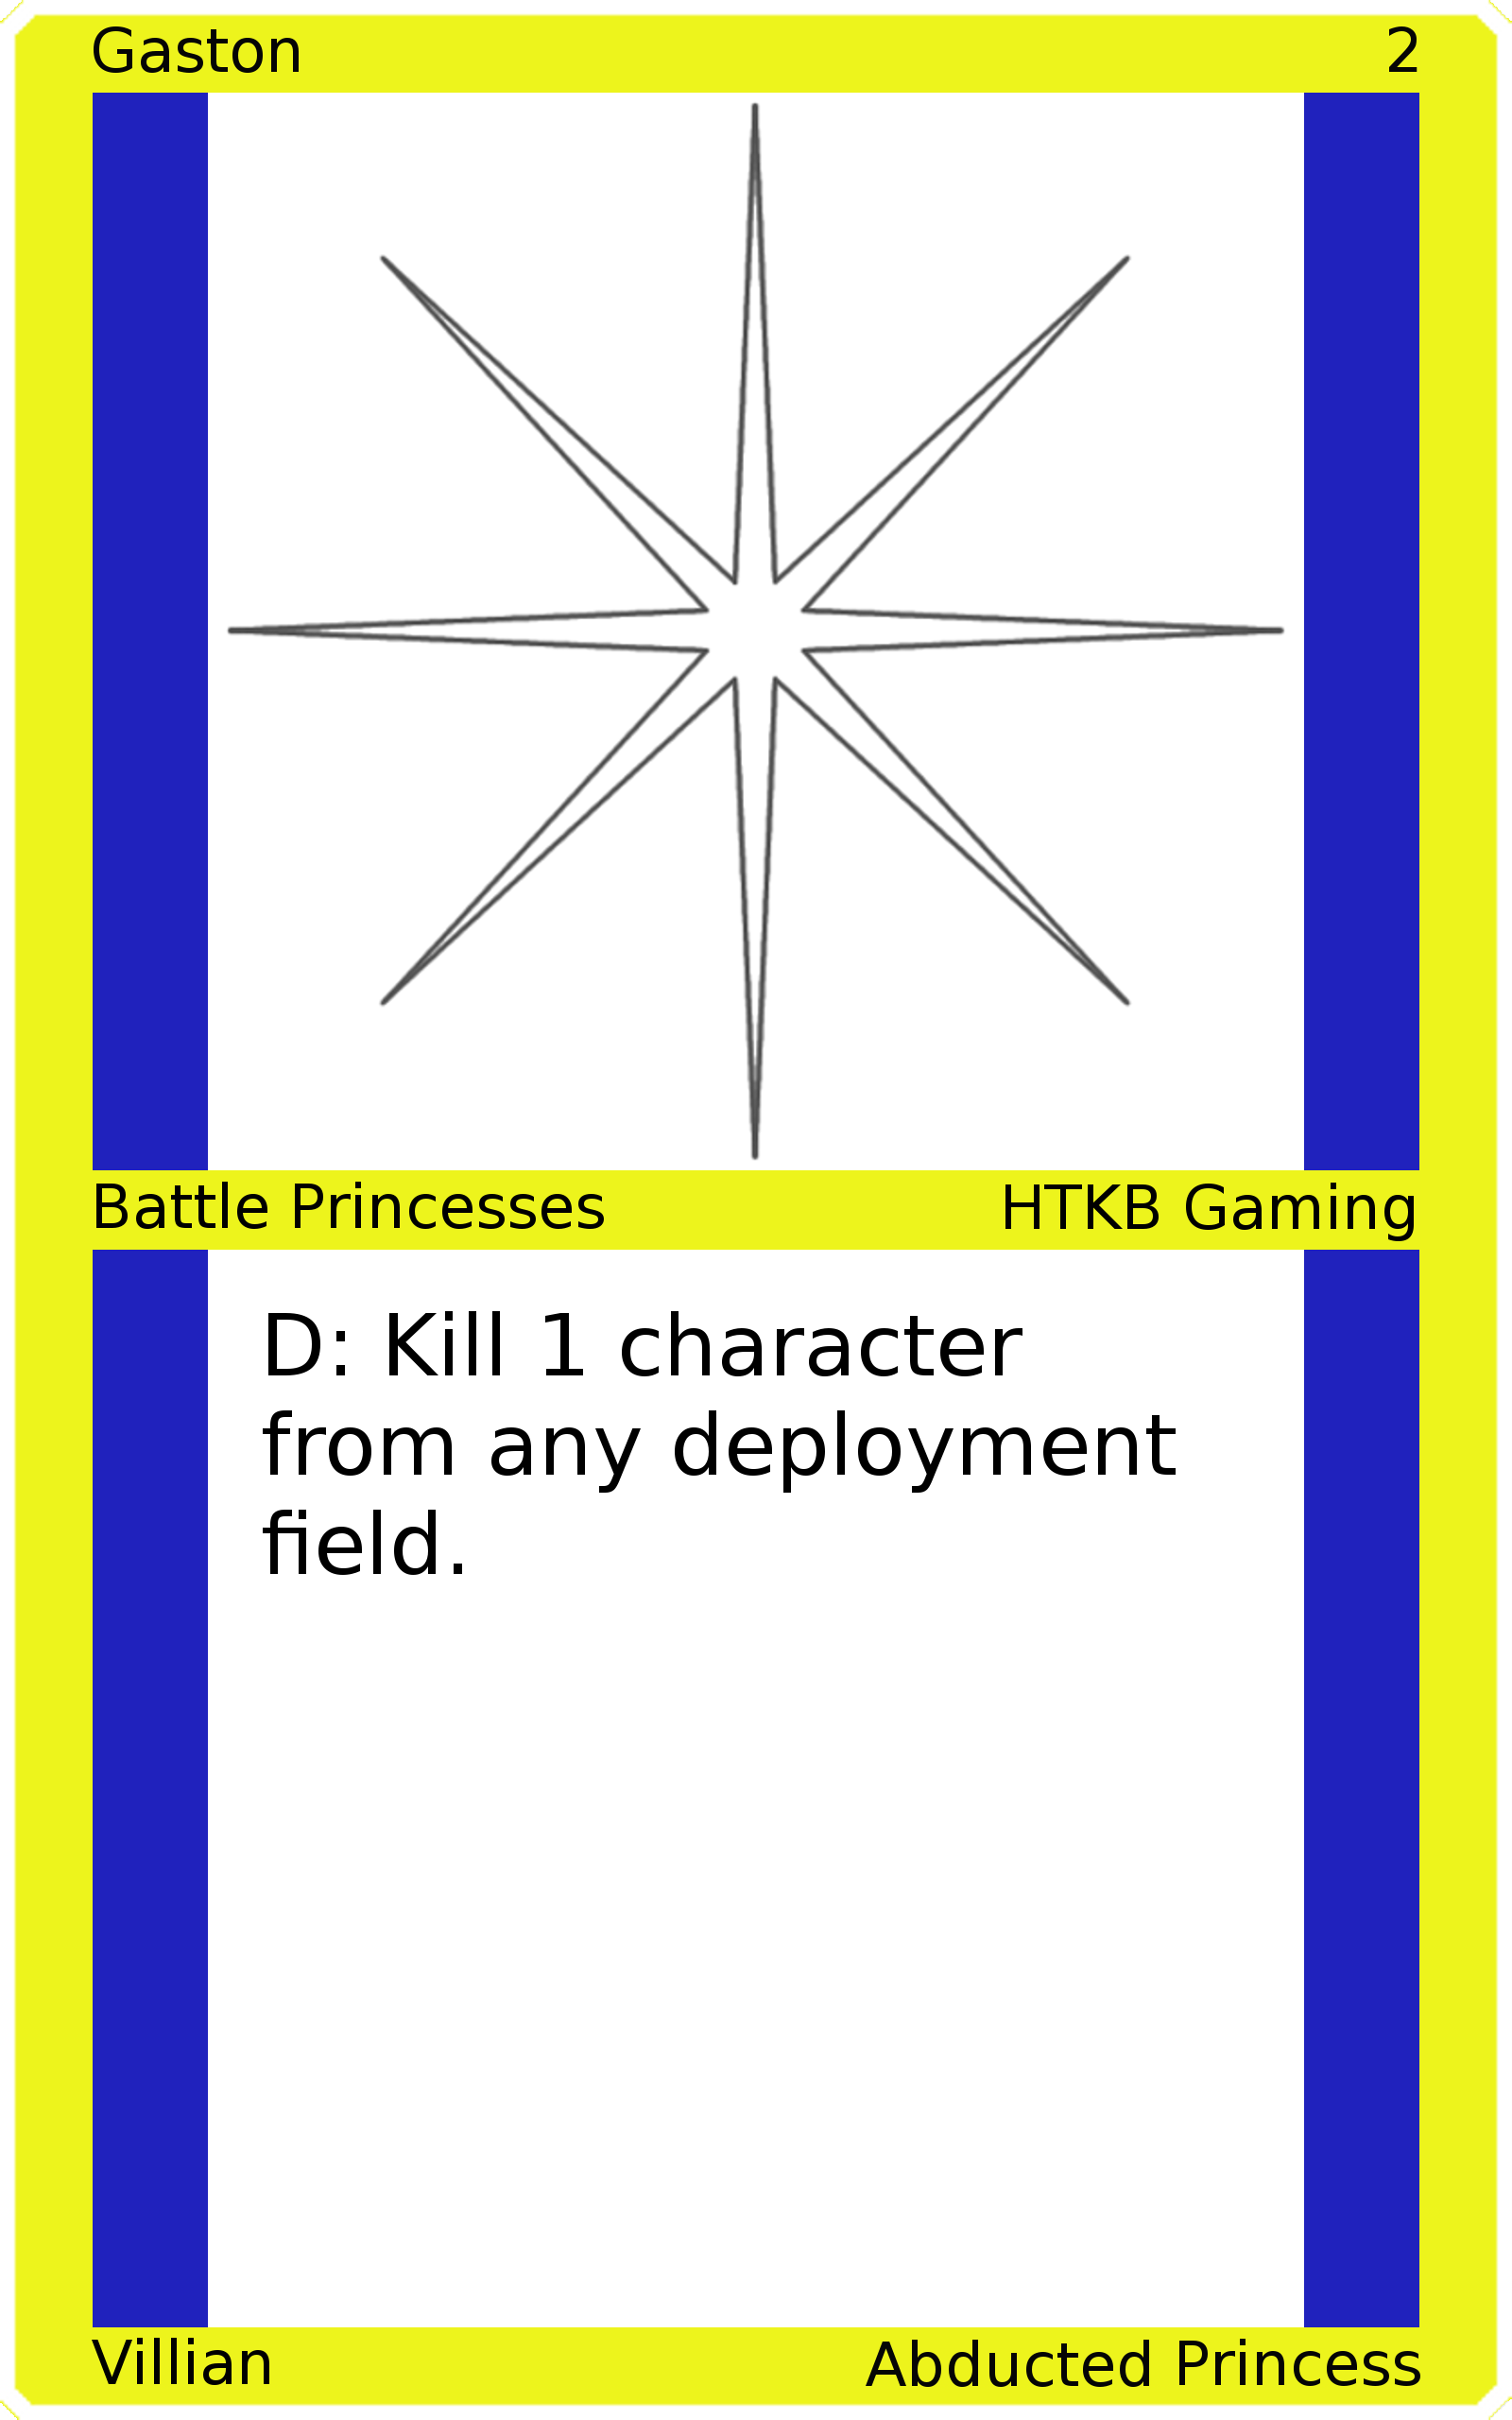 Gaston 2
Battle Princesses HTKB Gaming
D: Kill 1 character
from any deployment
field.
Villian Abducted Princess